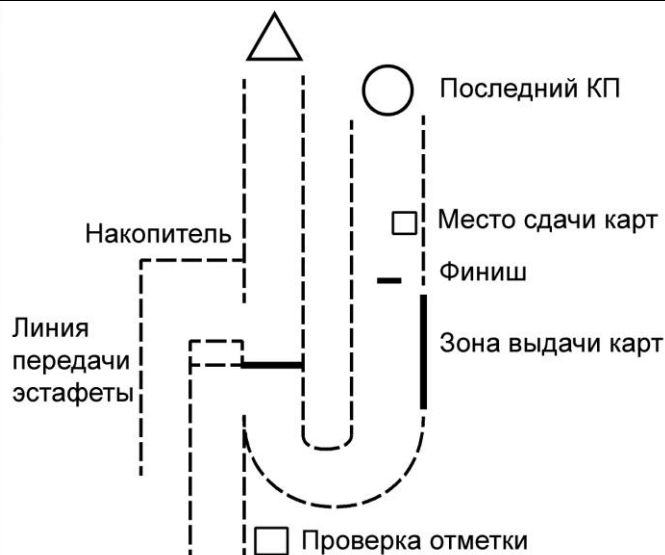 Последний КП
Место сдачи карт
Накопитель
Финиш
Линия
передачи
эстафеты
Зона выдачи карт
Проверка отметки